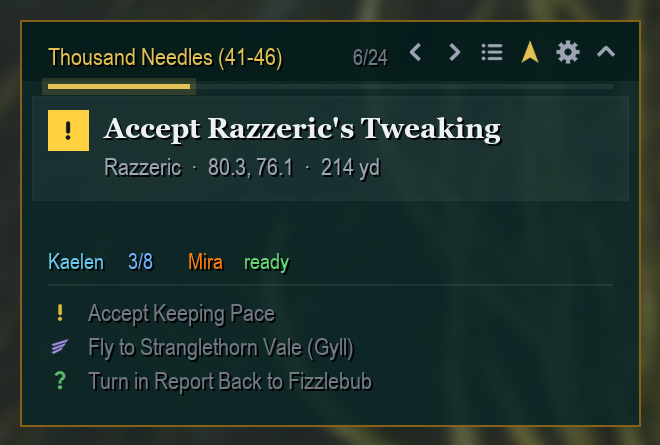 Thousand Needles (41-46) 6/24
! Accept Razzeric's Tweaking
Razzeric · 80.3, 76.1 · 214 yd
Kaelen 3/8 Mira ready
! Accept Keeping Pace
Fly to Stranglethorn Vale (Gyll)
? Turn in Report Back to Fizzlebub